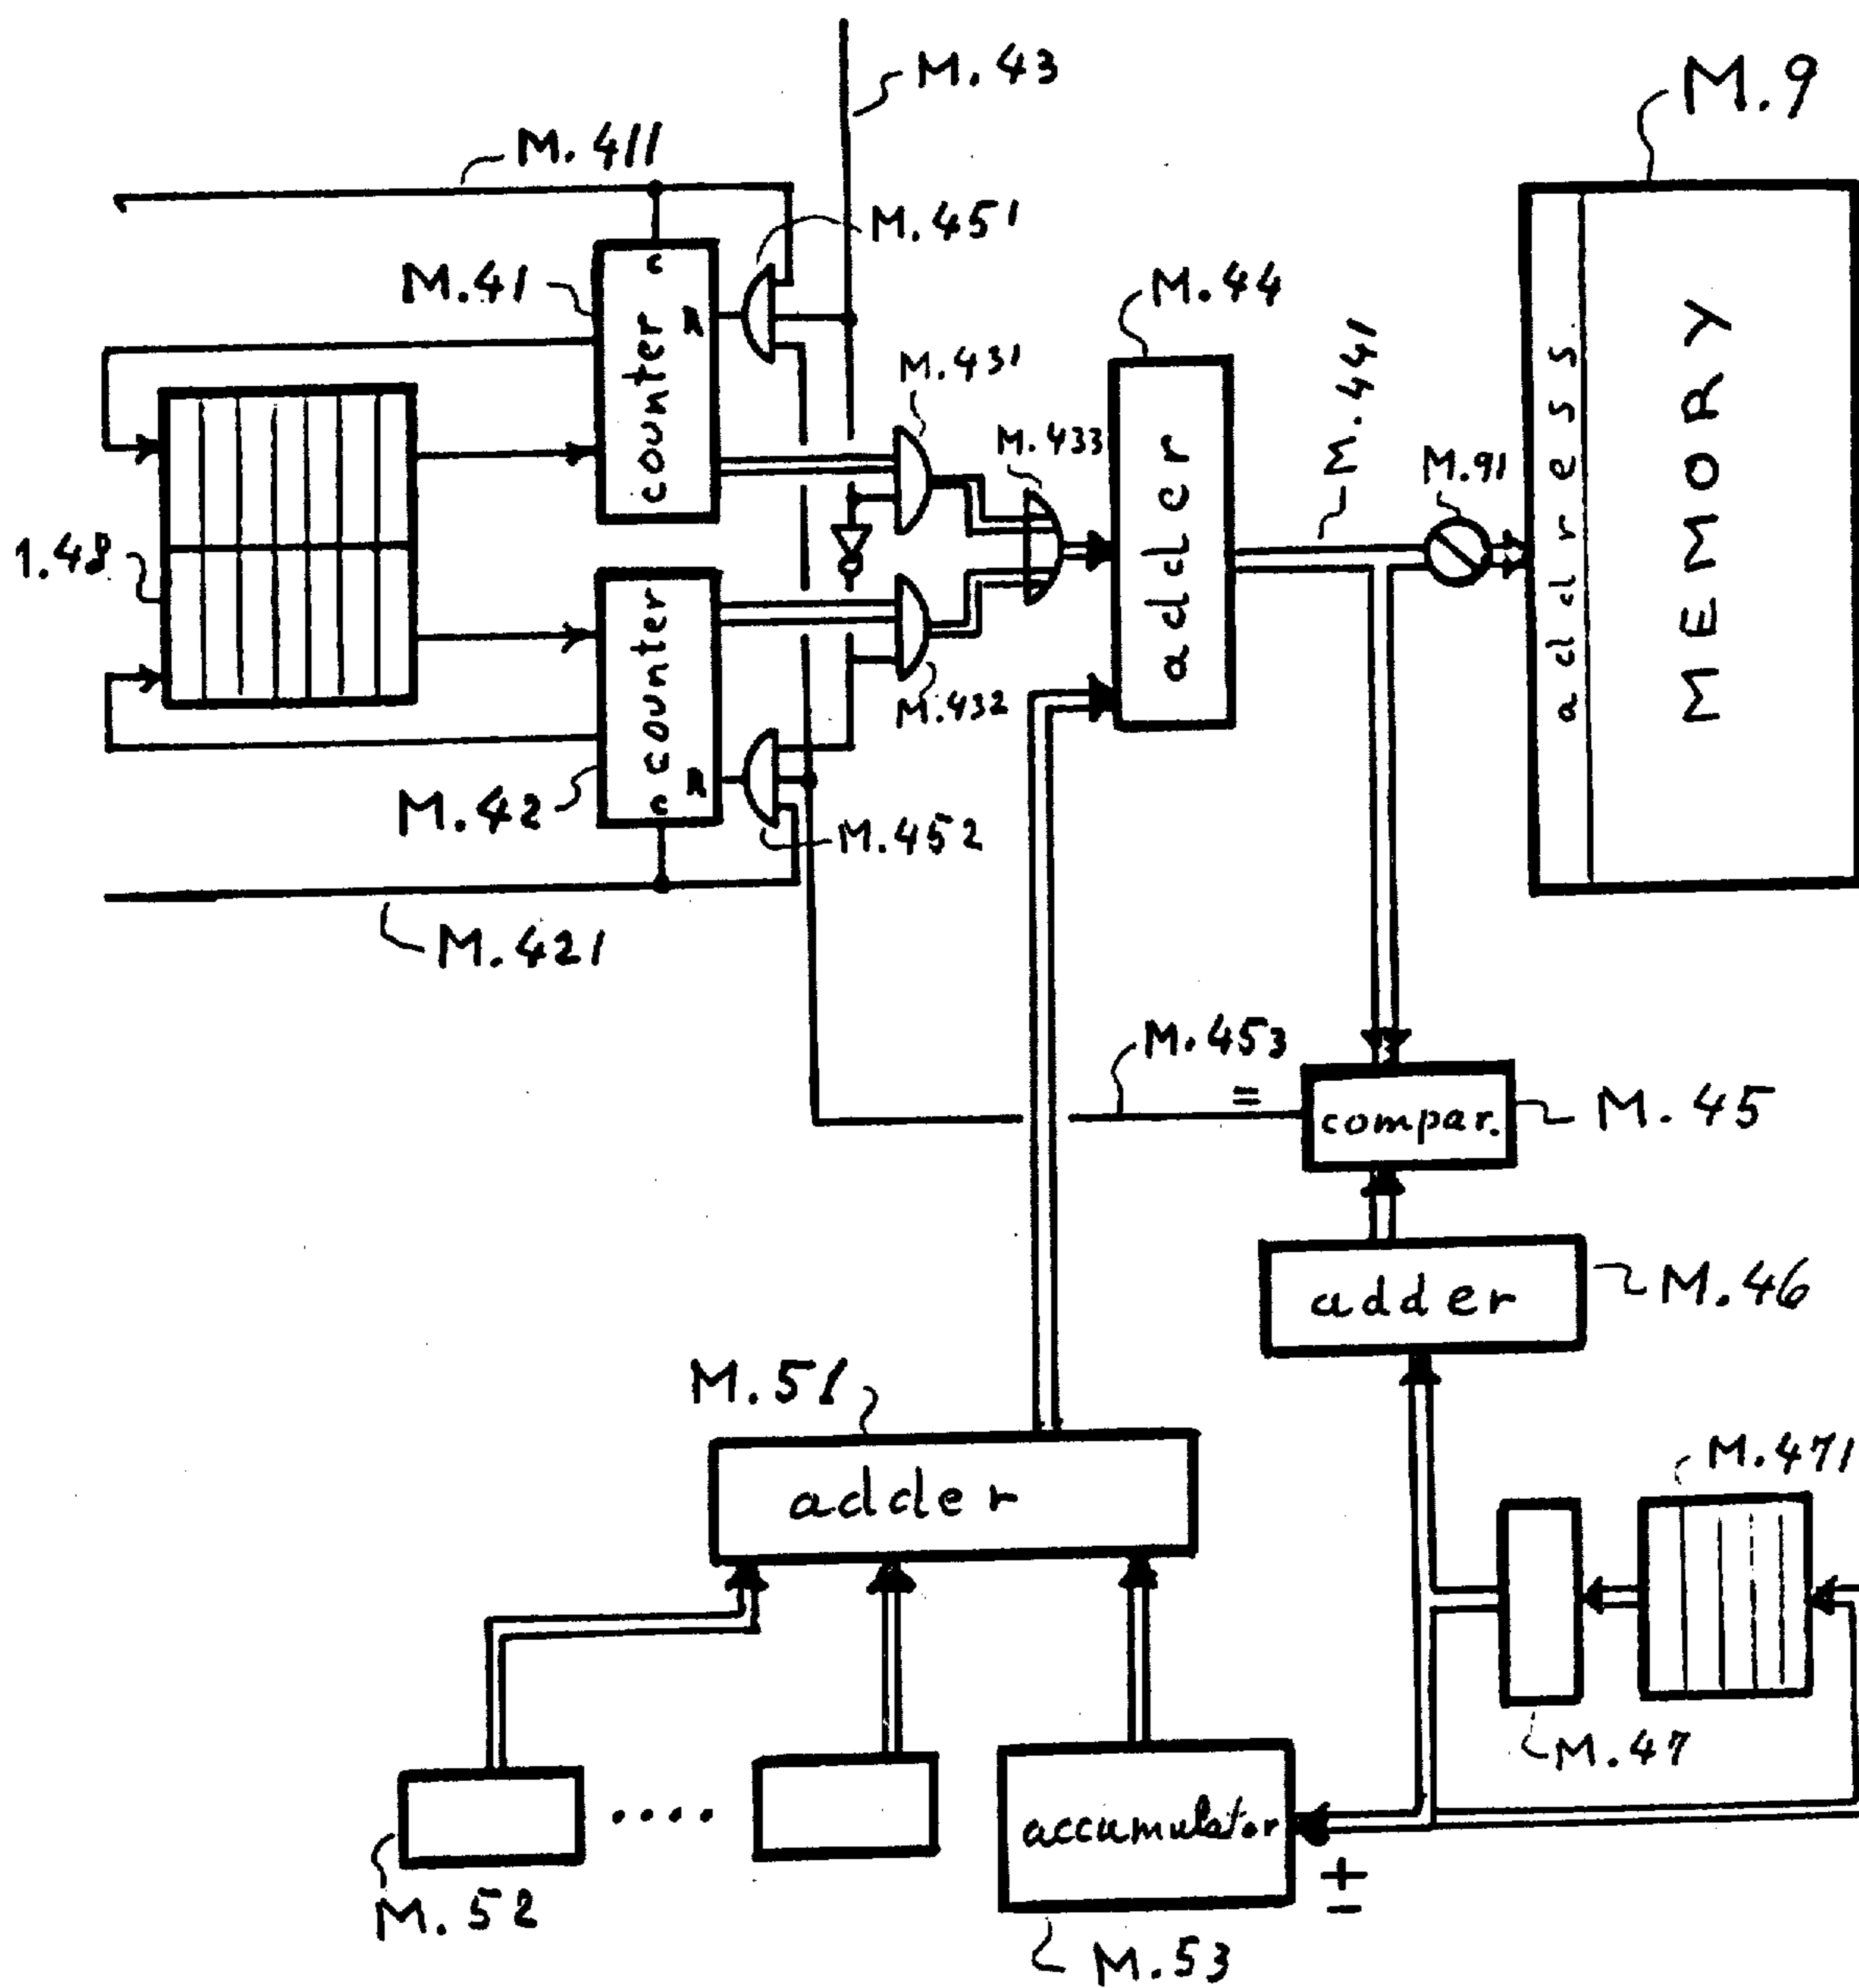 M.43
M.9
M.411
M.451
M.41
c
R
counter
M.44
M.431
M.441
M.433
M.91
adder
address
MEMORY
1.48
counter
M.432
R
c
M.42
M.452
M.421
M.453
=
compar.
M.45
adder
M.46
M.51
adder
M.471
M.47
....
accumulator
±
M.52
M.53